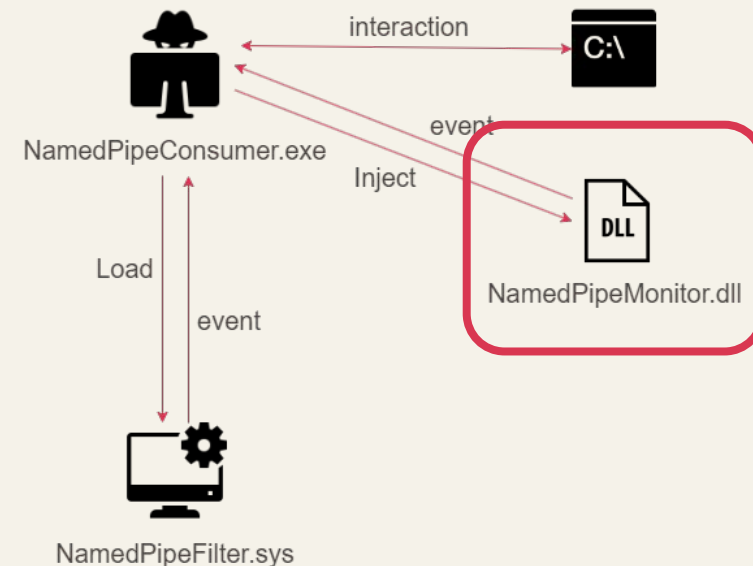 interaction
C:\
NamedPipeConsumer.exe
event
Inject
DLL
NamedPipeMonitor.dll
Load
event
NamedPipeFilter.sys